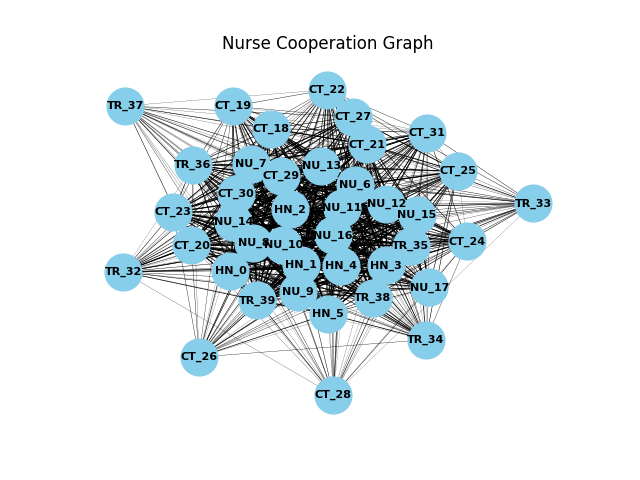 Nurse Cooperation Graph
CT_22
TR_37
CT_19
CT_27
CT_18
CT_31
CT_21
TR_36
NU_7
NU_13
CT_25
CT_29
NU_6
CT_30
TR_33
NU_12
HN_2
NU_11
CT_23
NU_15
NU_14
NU_16
CT_24
NU_8
NU_10
CT_20
TR_35
HN_1
HN_4
HN_3
HN_0
TR_32
NU_17
NU_9
TR_38
TR_39
HN_5
TR_34
CT_26
CT_28